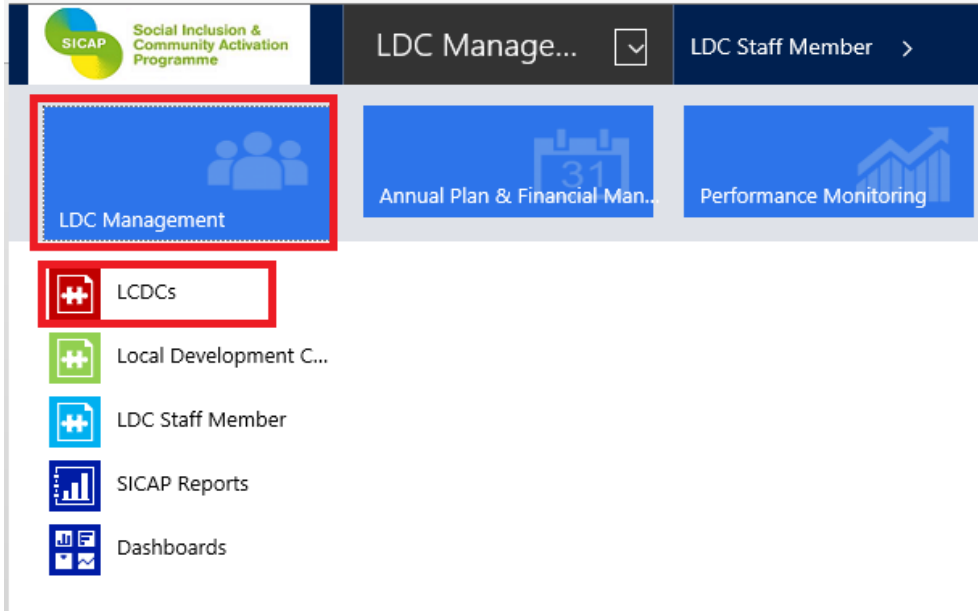 SICAP
Social Inclusion &
Community Activation
Programme
LDC Manage...
LDC Staff Member >
LDC Management
31
Annual Plan & Financial Man...
Performance Monitoring
LCDCs
Local Development C...
LDC Staff Member
SICAP Reports
Dashboards